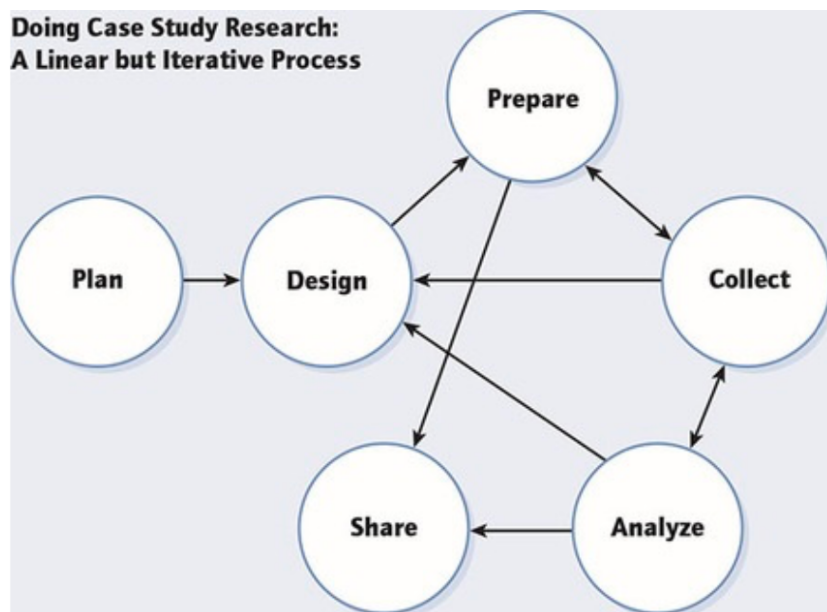 Doing Case Study Research:
A Linear but Iterative Process
Prepare
Plan
Design
Collect
Share
Analyze